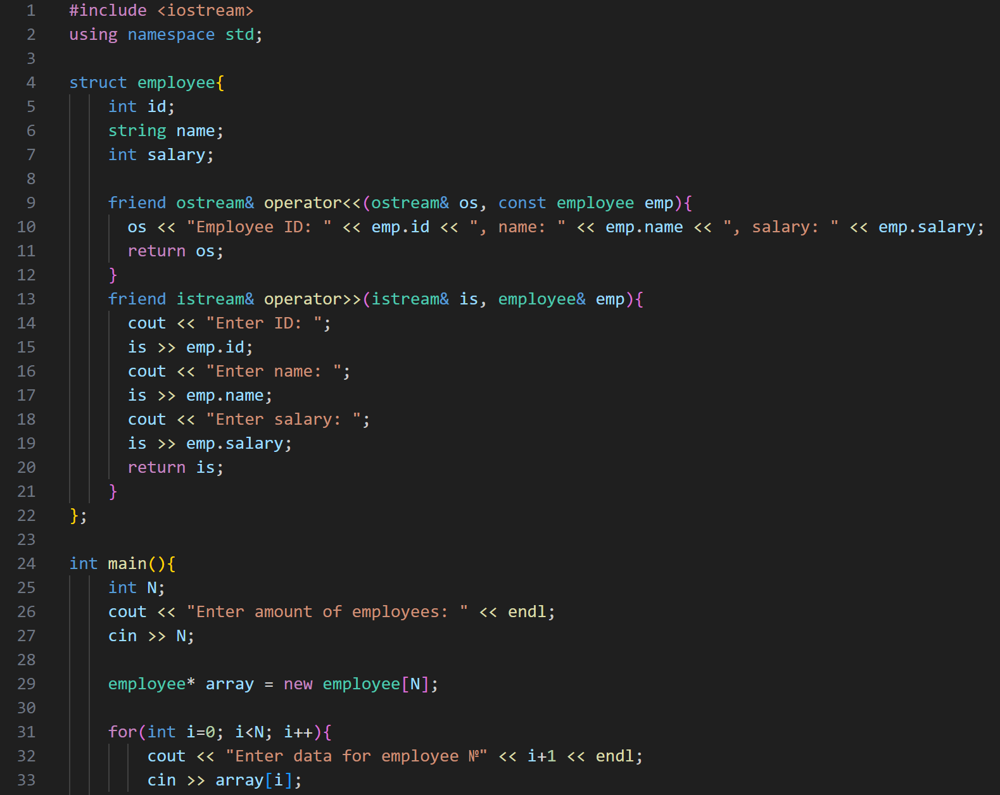 1 #include <iostream>
2 using namespace std;
3
4 struct employee{
5     int id;
6     string name;
7     int salary;
8
9     friend ostream& operator<<(ostream& os, const employee emp){
10       os << "Employee ID: " << emp.id << ", name: " << emp.name << ", salary: " << emp.salary;
11       return os;
12     }
13     friend istream& operator>>(istream& is, employee& emp){
14       cout << "Enter ID: ";
15       is >> emp.id;
16       cout << "Enter name: ";
17       is >> emp.name;
18       cout << "Enter salary: ";
19       is >> emp.salary;
20       return is;
21     }
22 };
23
24 int main(){
25     int N;
26     cout << "Enter amount of employees: " << endl;
27     cin >> N;
28
29     employee* array = new employee[N];
30
31     for(int i=0; i<N; i++){
32         cout << "Enter data for employee №" << i+1 << endl;
33         cin >> array[i];